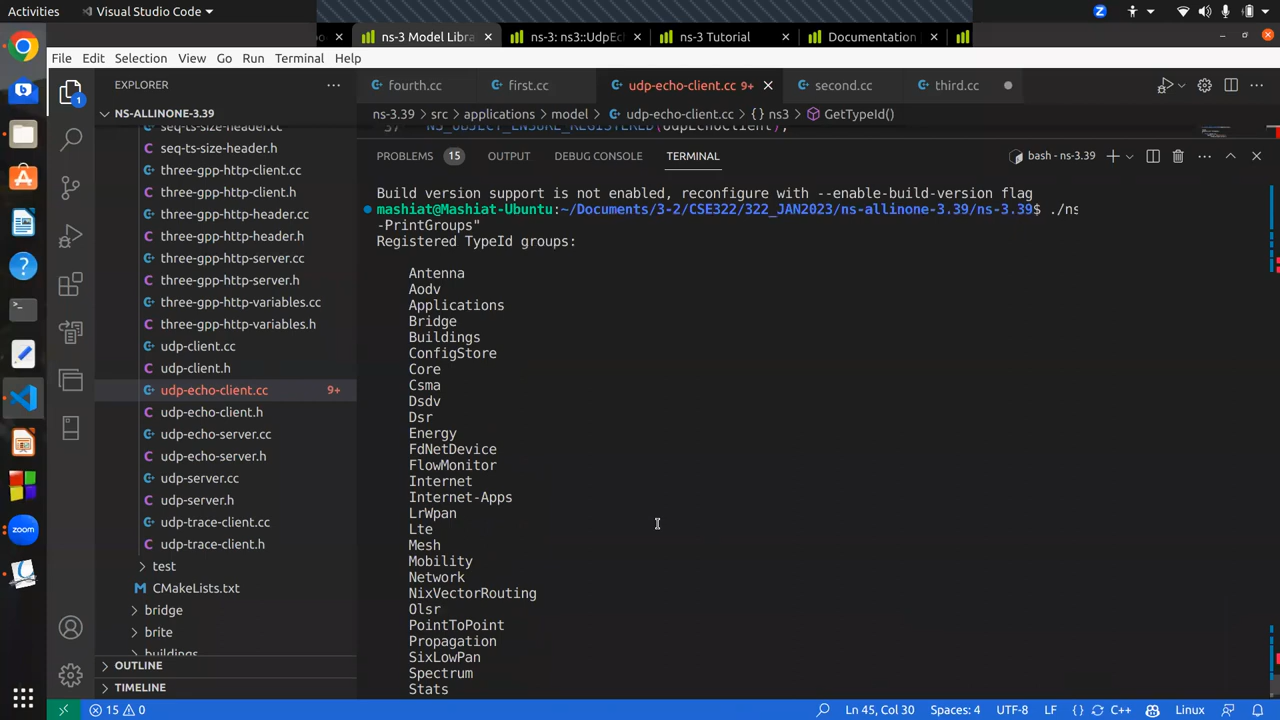 Activities
Visual Studio Code
ns-3 Model Libra
ns-3: ns3::UdpEc
ns-3 Tutorial
Documentation
File Edit Selection View Go Run Terminal Help
EXPLORER
fourth.cc
first.cc
udp-echo-client.cc 9+
second.cc
third.cc
NS-ALLINONE-3.39
ns-3.39 > src > applications > model > udp-echo-client.cc > {} ns3 > GetTypeId()
37 NS_OBJECT_ENSURE_REGISTERED(UdpEchoClient);
PROBLEMS 15 OUTPUT DEBUG CONSOLE TERMINAL
bash - ns-3.39
seq-ts-size-header.cc
seq-ts-size-header.h
three-gpp-http-client.cc
three-gpp-http-client.h
three-gpp-http-header.cc
three-gpp-http-header.h
three-gpp-http-server.cc
three-gpp-http-server.h
three-gpp-http-variables.cc
three-gpp-http-variables.h
udp-client.cc
udp-client.h
udp-echo-client.cc 9+
udp-echo-client.h
udp-echo-server.cc
udp-echo-server.h
udp-server.cc
udp-server.h
udp-trace-client.cc
udp-trace-client.h
test
CMakeLists.txt
bridge
brite
buildings
OUTLINE
TIMELINE
Build version support is not enabled, reconfigure with --enable-build-version flag
mashiat@Mashiat-Ubuntu:~/Documents/3-2/CSE322/322_JAN2023/ns-allinone-3.39/ns-3.39$ ./ns
-PrintGroups"
Registered TypeId groups:
Antenna
Aodv
Applications
Bridge
Buildings
ConfigStore
Core
Csma
Dsdv
Dsr
Energy
FdNetDevice
FlowMonitor
Internet
Internet-Apps
LrWpan
Lte
Mesh
Mobility
Network
NixVectorRouting
Olsr
PointToPoint
Propagation
SixLowPan
Spectrum
Stats
1
zoom
15 0
Ln 45, Col 30 Spaces: 4 UTF-8 LF {} C++ Linux